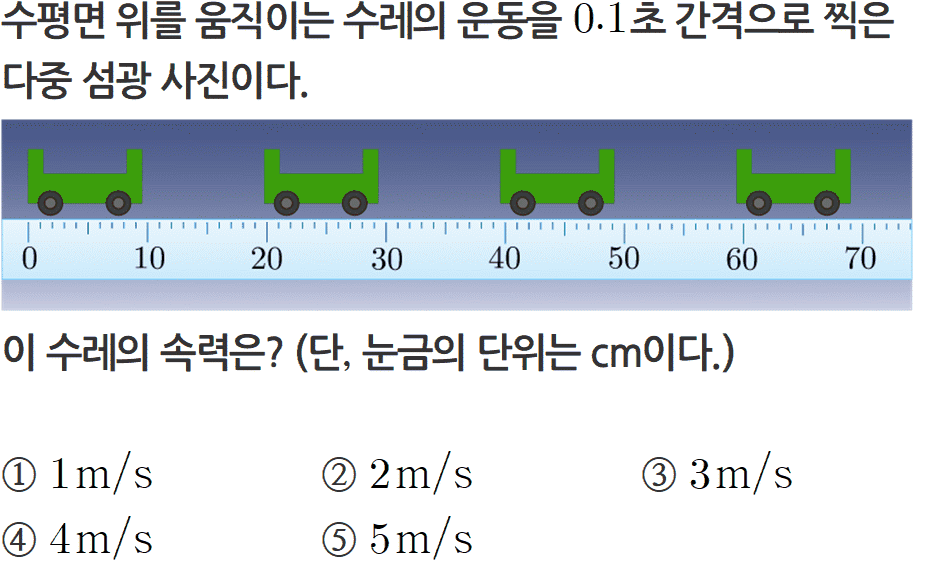 수평면 위를 움직이는 수레의 운동을 0.1초 간격으로 찍은
다중 섬광 사진이다.
0 10 20 30 40 50 60 70
이 수레의 속력은? (단, 눈금의 단위는 cm이다.)
① 1m/s ② 2m/s ③ 3m/s
④ 4m/s ⑤ 5m/s